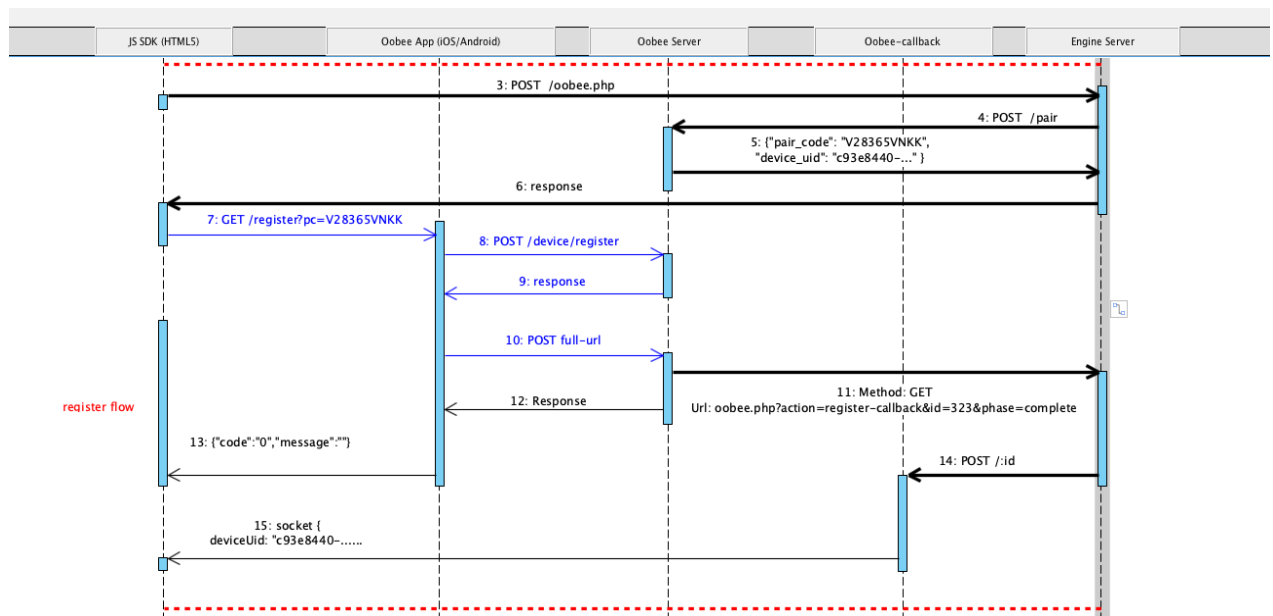 JS SDK (HTML5)
Oobee App (iOS/Android)
Oobee Server
Oobee-callback
Engine Server
3: POST /oobee.php
4: POST /pair
5: {"pair_code": "V28365VNKK",
"device_uid": "c93e8440-..." }
6: response
7: GET /register?pc=V28365VNKK
8: POST /device/register
9: response
10: POST full-url
11: Method: GET
Url: oobee.php?action=register-callback&id=323&phase=complete
12: Response
register flow
13: {"code":"0","message":""}
14: POST /:id
15: socket {
deviceUid: "c93e8440-......